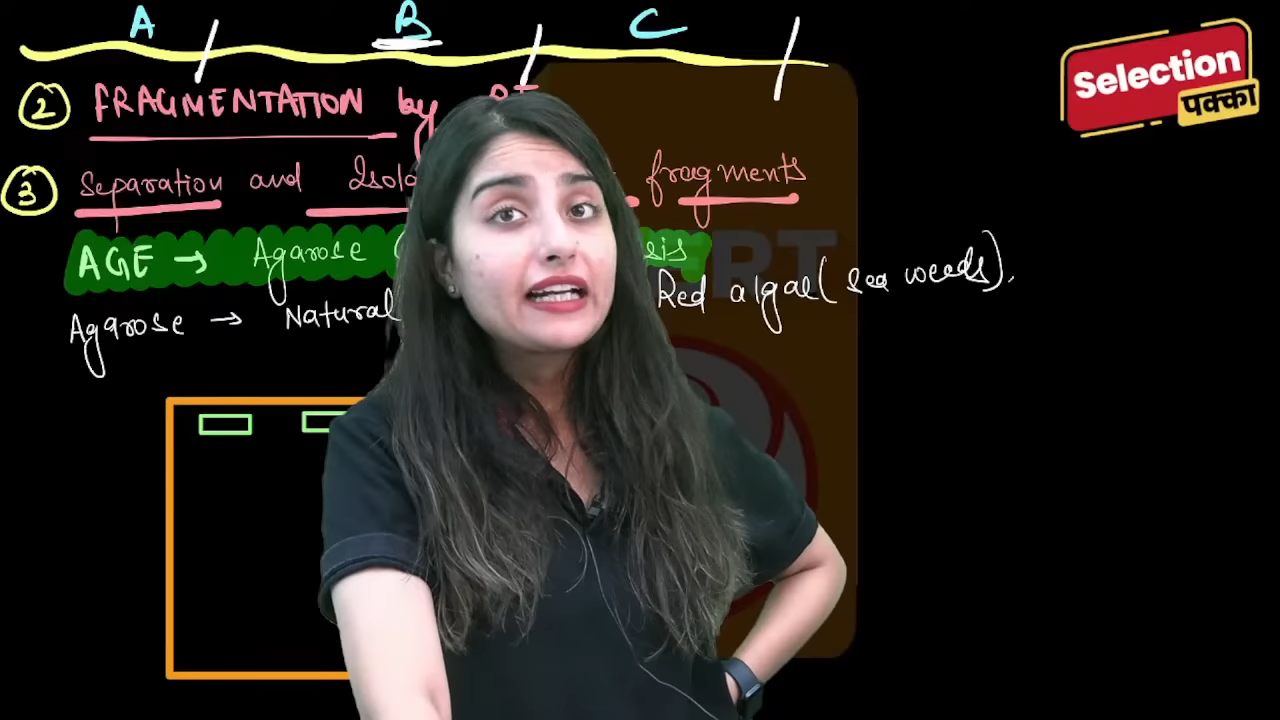 A B C
Selection
पक्का
② FRAGMENTATION by
③ Separation and fragments
AGE → Agarose
Red algae (sea weeds).
Agarose → Natural